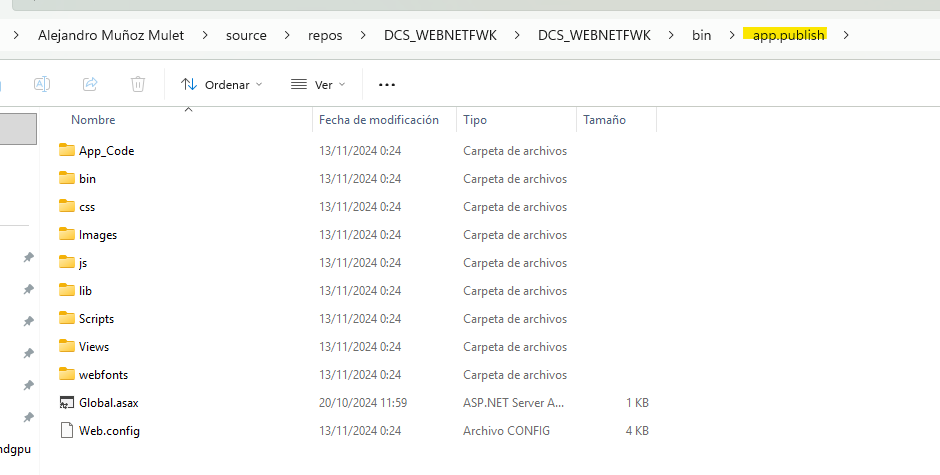 Alejandro Muñoz Mulet > source > repos > DCS_WEBNETFWK > DCS_WEBNETFWK > bin > app.publish >
Ordenar Ver ...
Nombre Fecha de modificación Tipo Tamaño
App_Code 13/11/2024 0:24 Carpeta de archivos
bin 13/11/2024 0:24 Carpeta de archivos
css 13/11/2024 0:24 Carpeta de archivos
Images 13/11/2024 0:24 Carpeta de archivos
js 13/11/2024 0:24 Carpeta de archivos
lib 13/11/2024 0:24 Carpeta de archivos
Scripts 13/11/2024 0:24 Carpeta de archivos
Views 13/11/2024 0:24 Carpeta de archivos
webfonts 13/11/2024 0:24 Carpeta de archivos
Global.asax 20/10/2024 11:59 ASP.NET Server A... 1 KB
Web.config 13/11/2024 0:24 Archivo CONFIG 4 KB
ndgpu